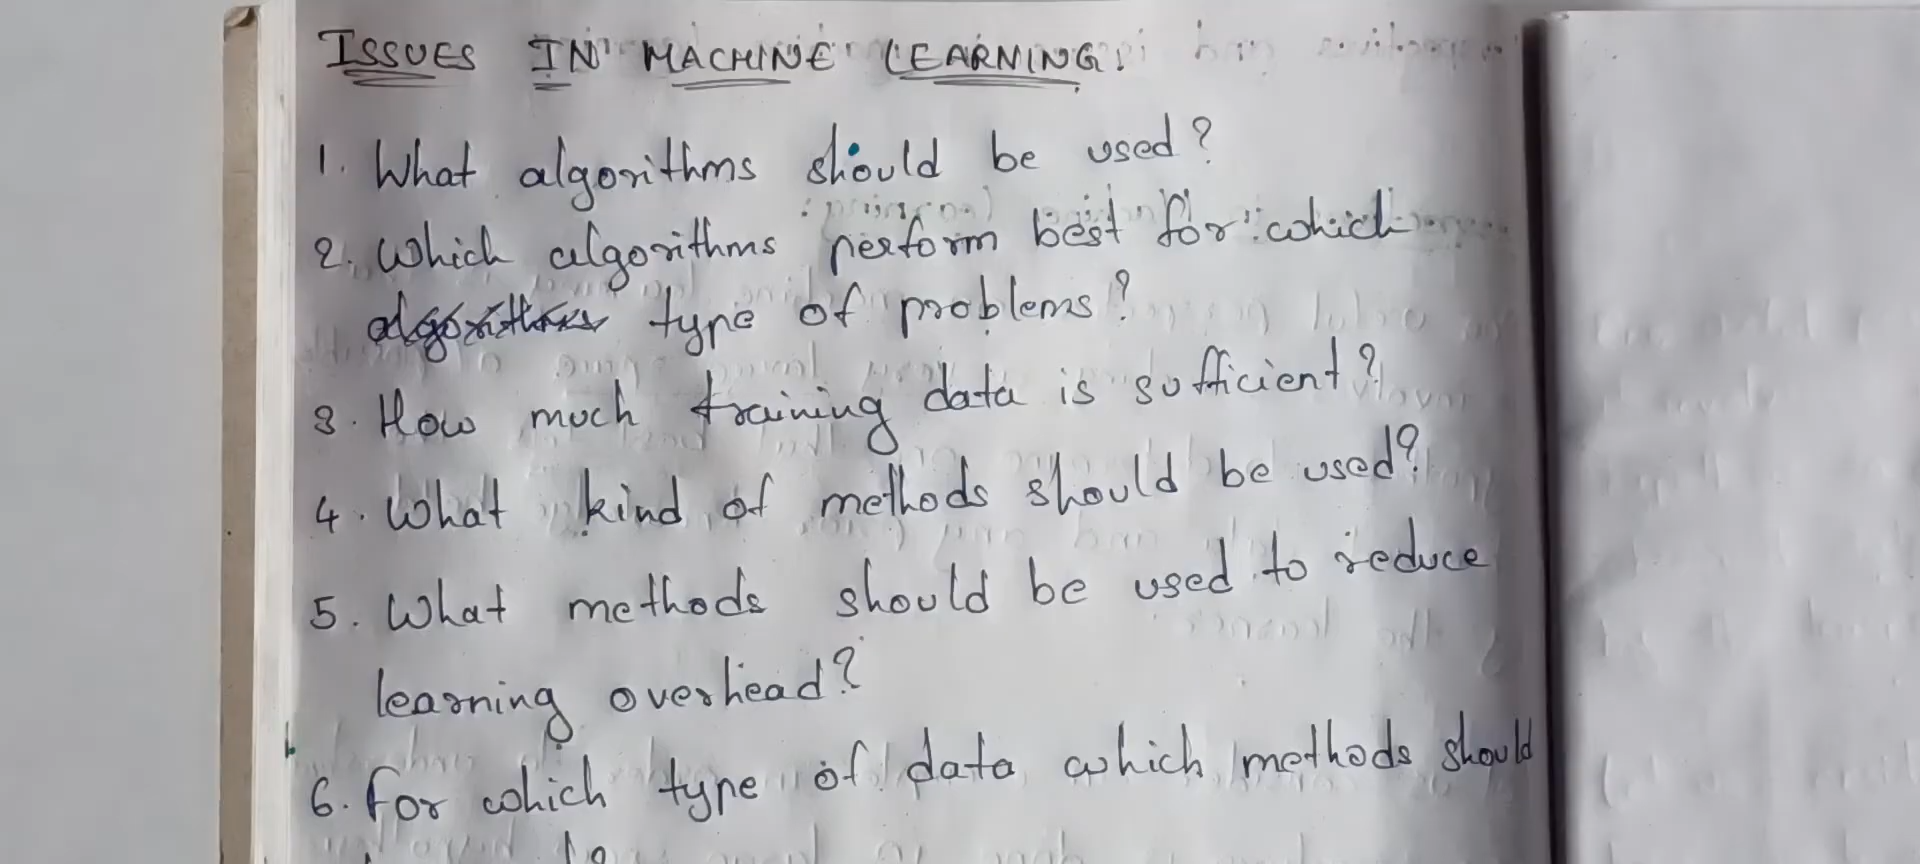 ISSUES IN MACHINE LEARNING:
1. What algorithms should be used?
2. Which algorithms perform best for which
algorithms type of problems?
3. How much training data is sufficient?
4. What kind of methods should be used?
5. What methods should be used to reduce
learning overhead?
6. For which type of data which methods should